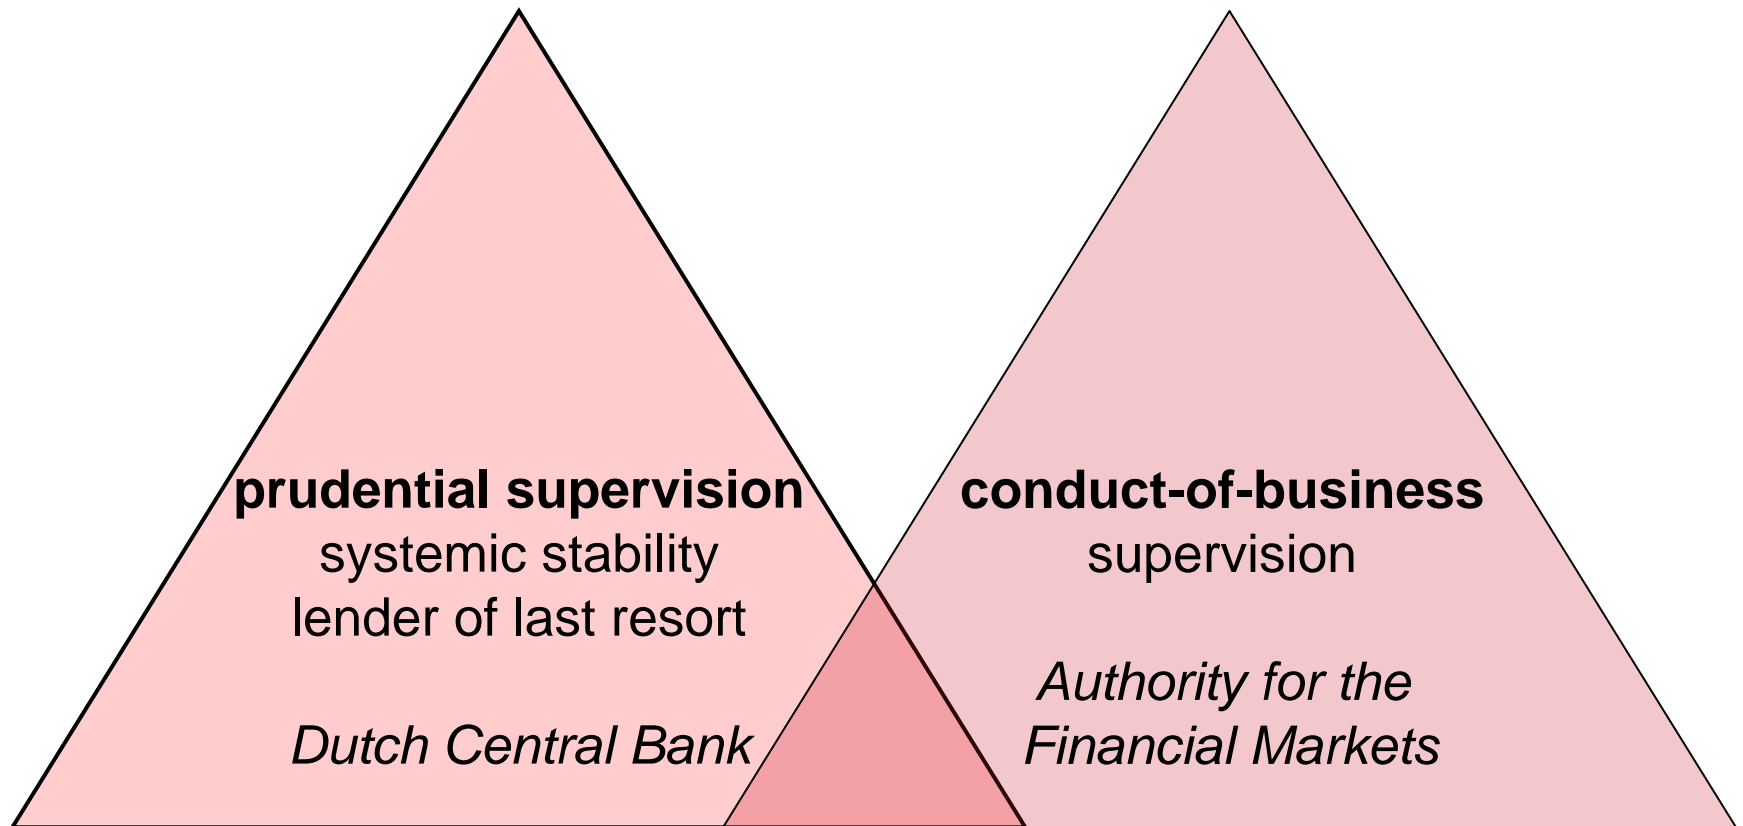 prudential supervision
systemic stability
lender of last resort
Dutch Central Bank
conduct-of-business
supervision
Authority for the
Financial Markets